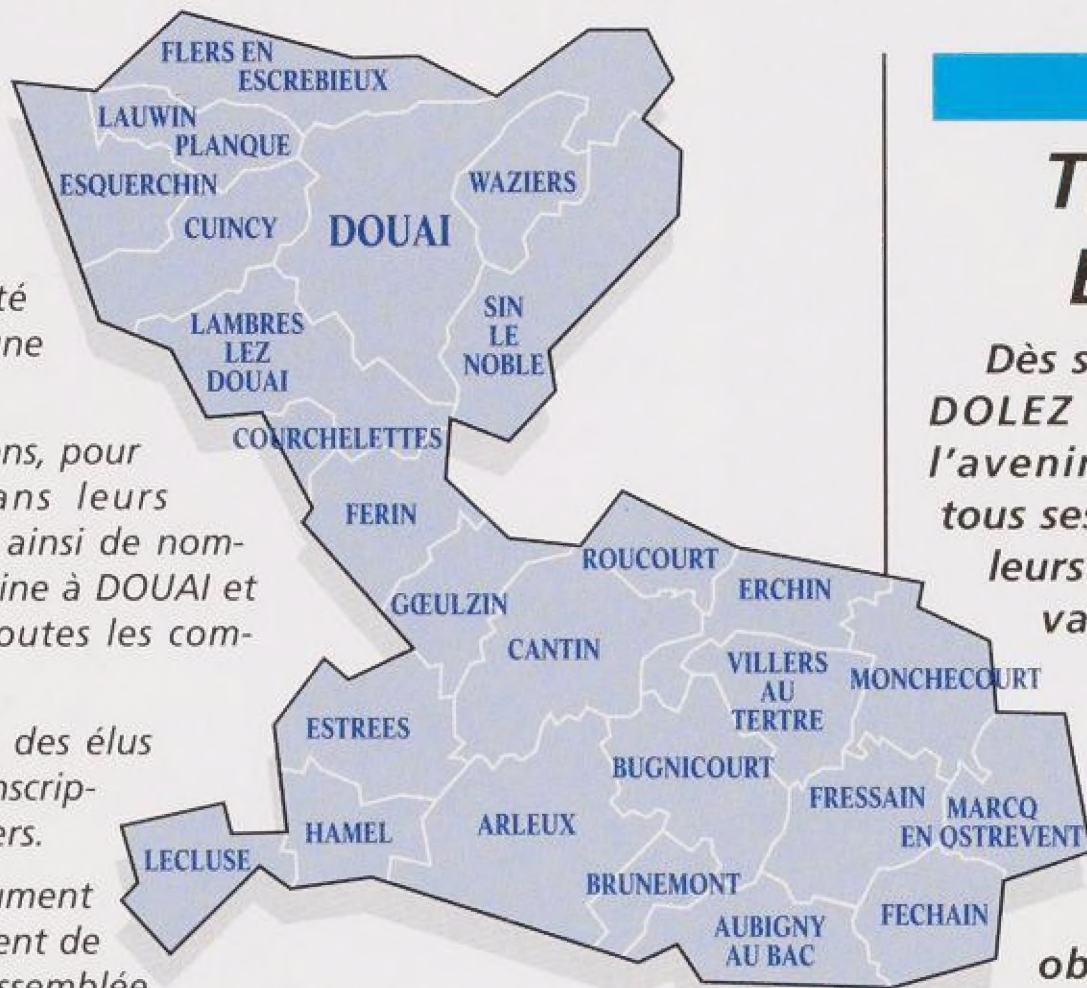 FLERS EN
ESCREBIEUX
LAUWIN
PLANQUE
ESQUERCHIN
CUINCY
DOUAI
WAZIERS
LAMBRES
LEZ
DOUAI
SIN
LE
NOBLE
COURCHELETTES
FERIN
ROUCOURT
ERCHIN
GŒULZIN
CANTIN
VILLERS
AU
TERTRE
MONCHECOURT
ESTREES
BUGNICOURT
FRESSAIN
MARCQ
EN OSTREVENT
HAMEL
ARLEUX
LECLUSE
BRUNEMONT
AUBIGNY
AU BAC
FECHAIN
té
ne
ns, pour
ans leurs
ainsi de nom-
ine à DOUAI et
outes les com-
des élus
nscrip-
ers.
ument
ent de
ssemblée
T
Dès s
DOLEZ
l'avenir
tous ses
leurs
va
ob